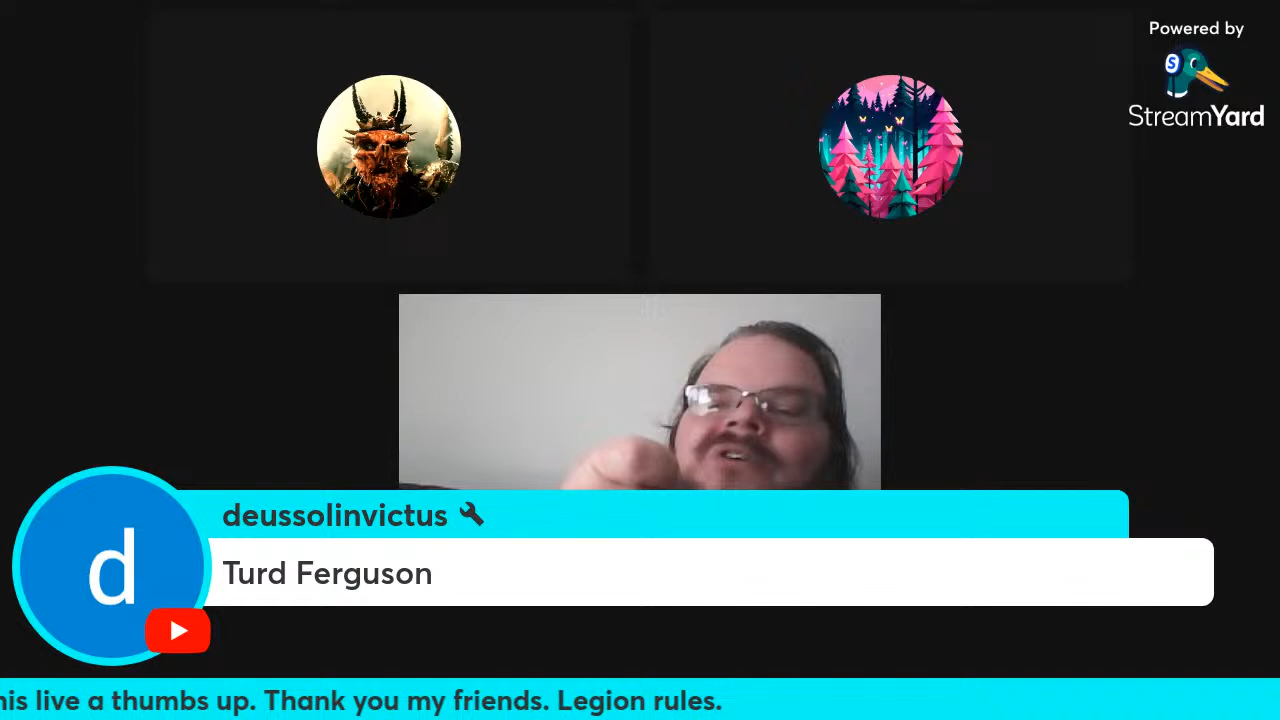 Powered by
StreamYard
deussolinvictus
d
Turd Ferguson
his live a thumbs up. Thank you my friends. Legion rules.